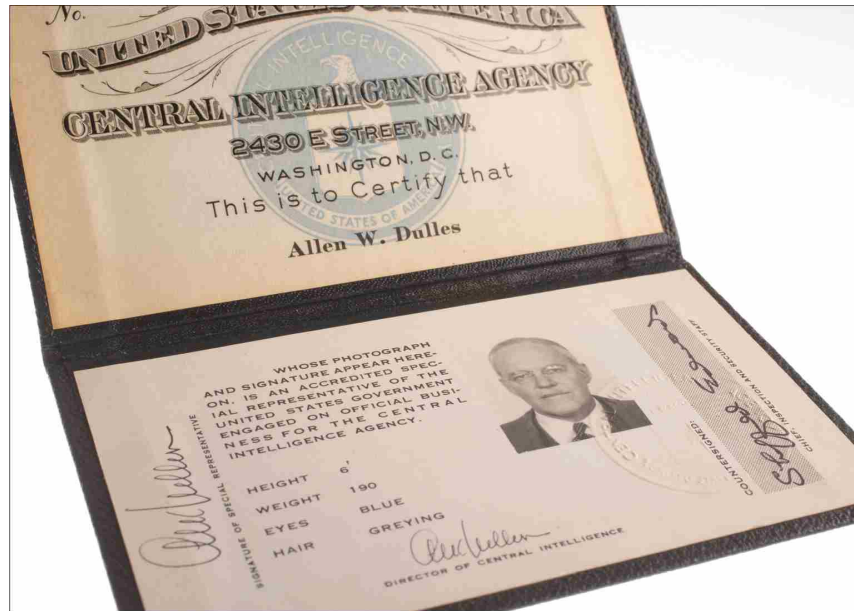 No.
UNITED STATES OF AMERICA
CENTRAL INTELLIGENCE AGENCY
2430 E STREET, N.W.
WASHINGTON, D.C.
This is to Certify that
Allen W. Dulles
INTELLIGENCE
UNITED STATES OF AMERICA
WHOSE PHOTOGRAPH
AND SIGNATURE APPEAR HERE-
ON, IS AN ACCREDITED SPEC-
IAL REPRESENTATIVE OF THE
UNITED STATES GOVERNMENT
ENGAGED ON OFFICIAL BUSI-
NESS FOR THE CENTRAL
INTELLIGENCE AGENCY.
HEIGHT 6'
WEIGHT 190
EYES BLUE
HAIR GREYING
SIGNATURE OF SPECIAL REPRESENTATIVE
DIRECTOR OF CENTRAL INTELLIGENCE
COUNTERSIGNED:
CHIEF, INSPECTION AND SECURITY STAFF